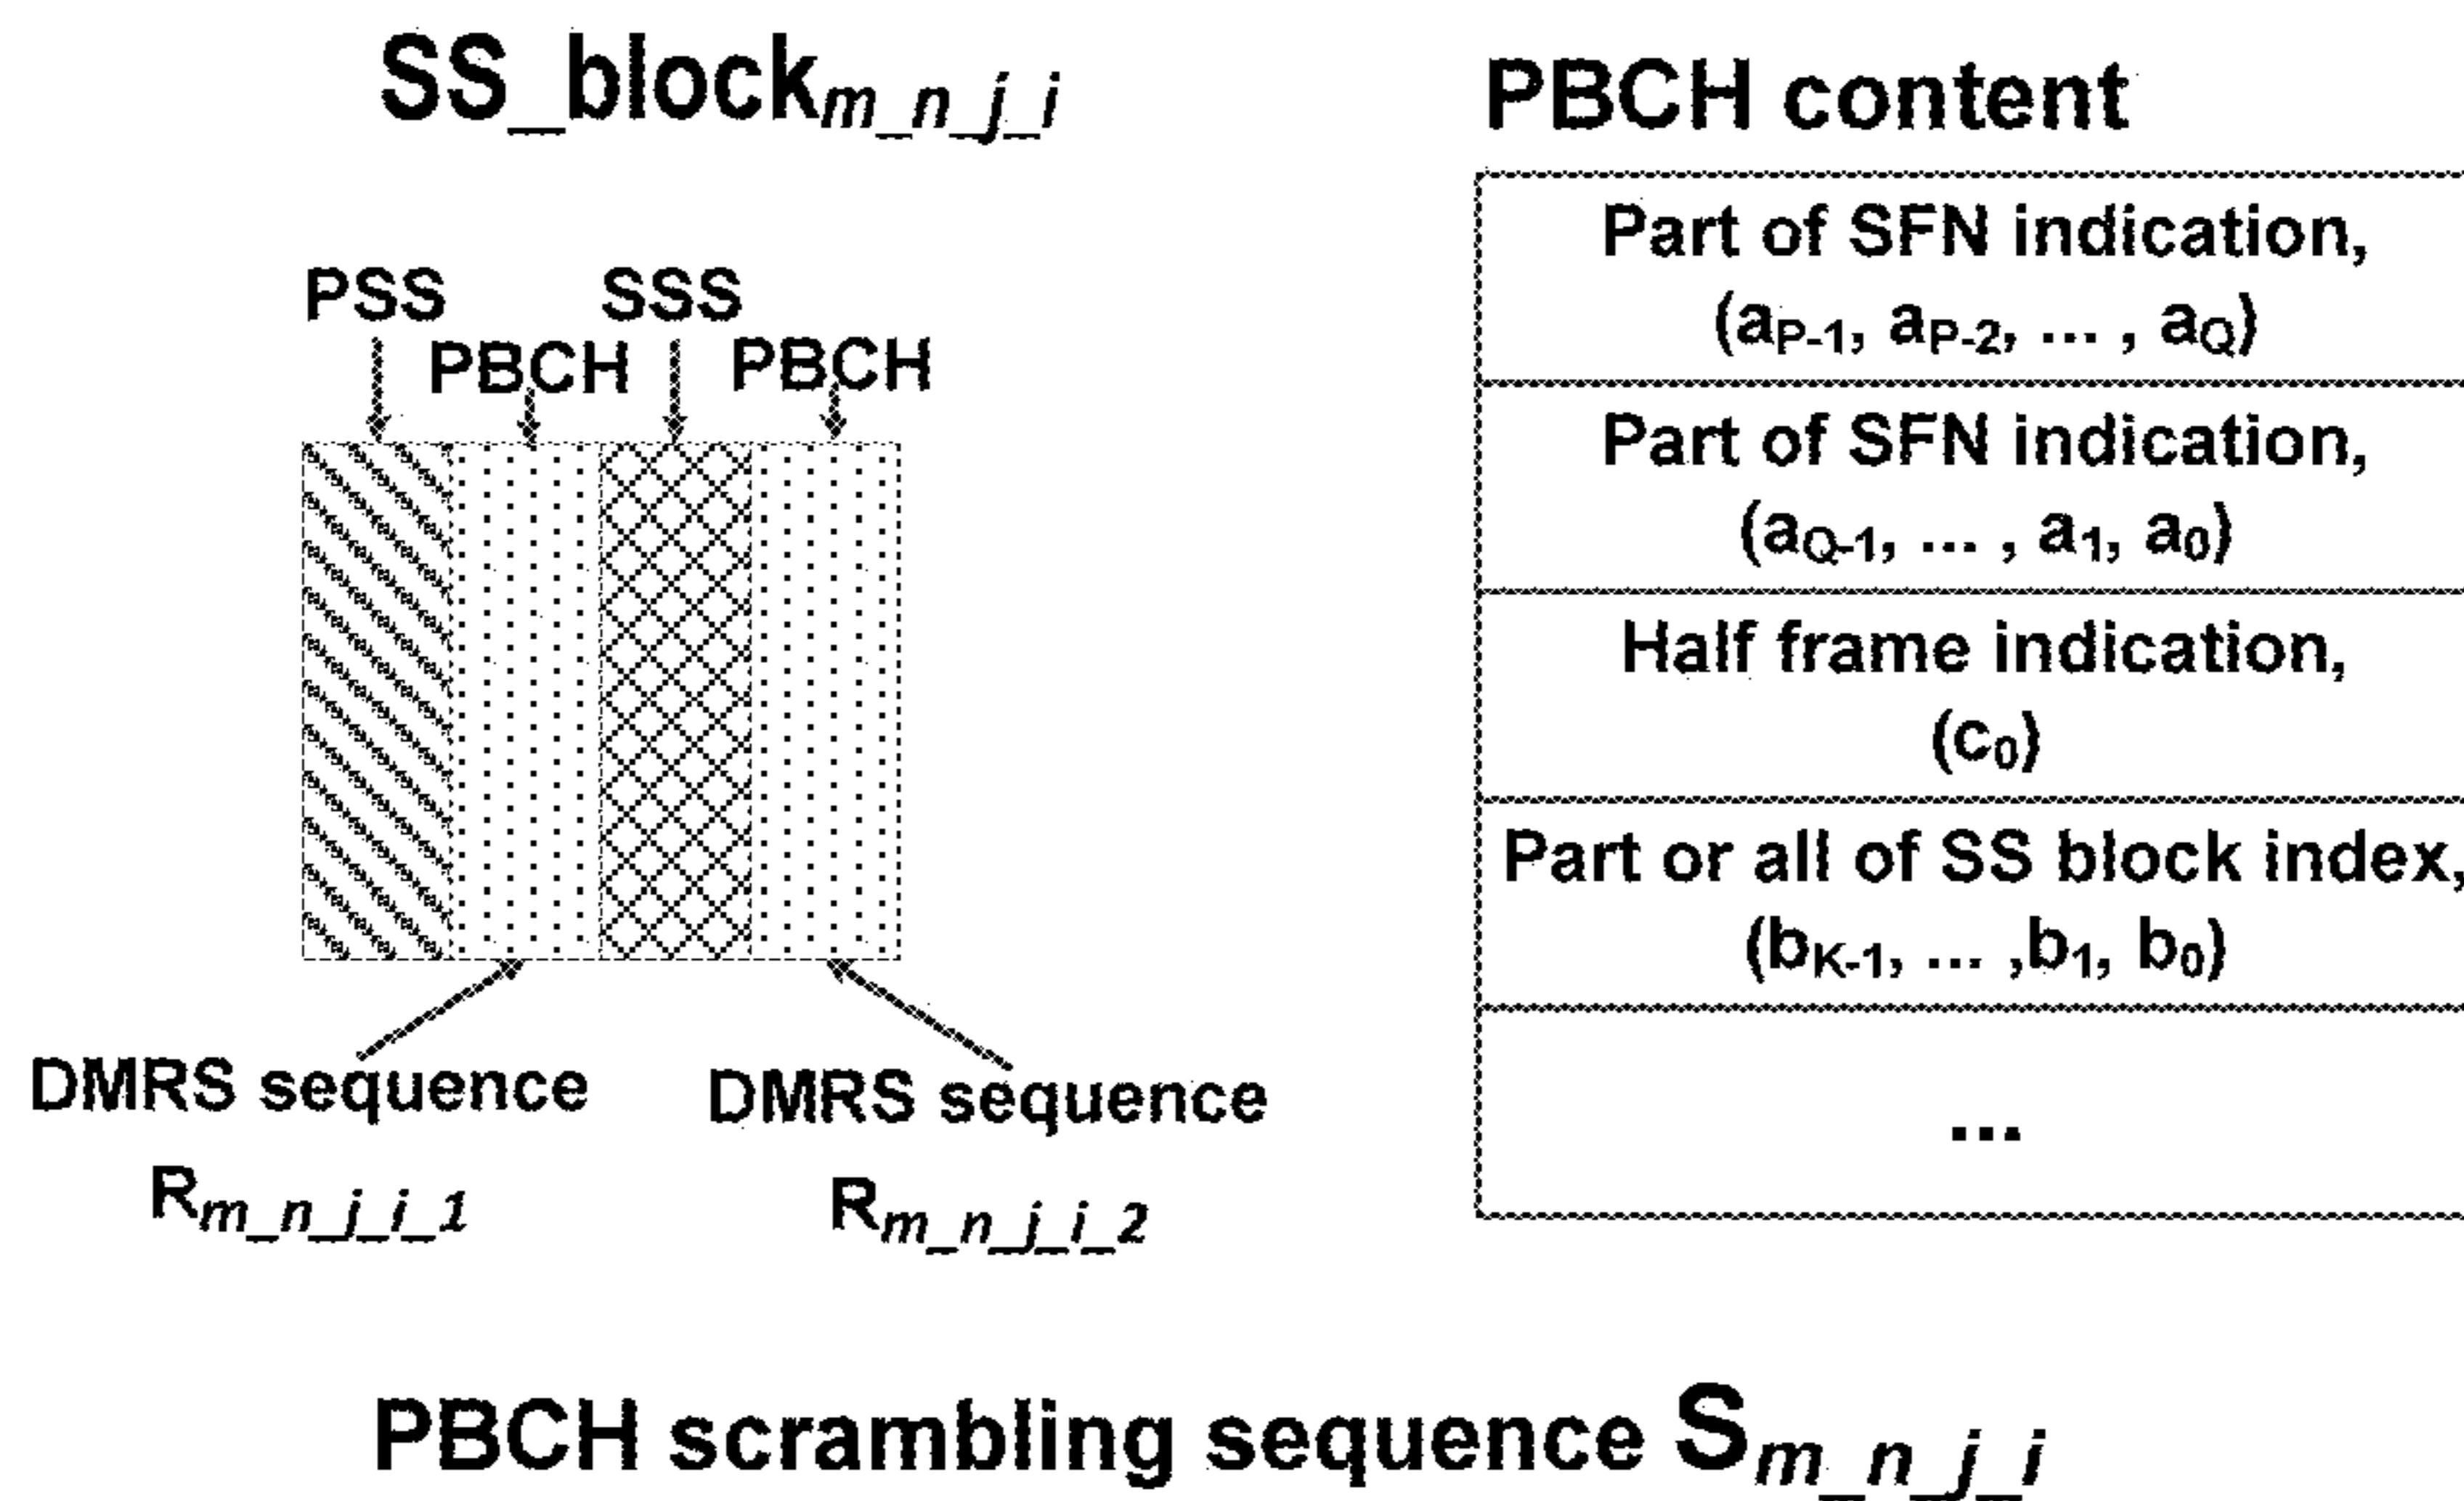 SS_block_m_n_j_i
PSS SSS
PBCH PBCH
DMRS sequence DMRS sequence
R_m_n_j_i_1 R_m_n_j_i_2
PBCH content
Part of SFN indication,
(a_P-1, a_P-2, ... , a_Q)
Part of SFN indication,
(a_Q-1, ... , a_1, a_0)
Half frame indication,
(c_0)
Part or all of SS block index,
(b_K-1, ... ,b_1, b_0)
...
PBCH scrambling sequence S_m_n_j_i